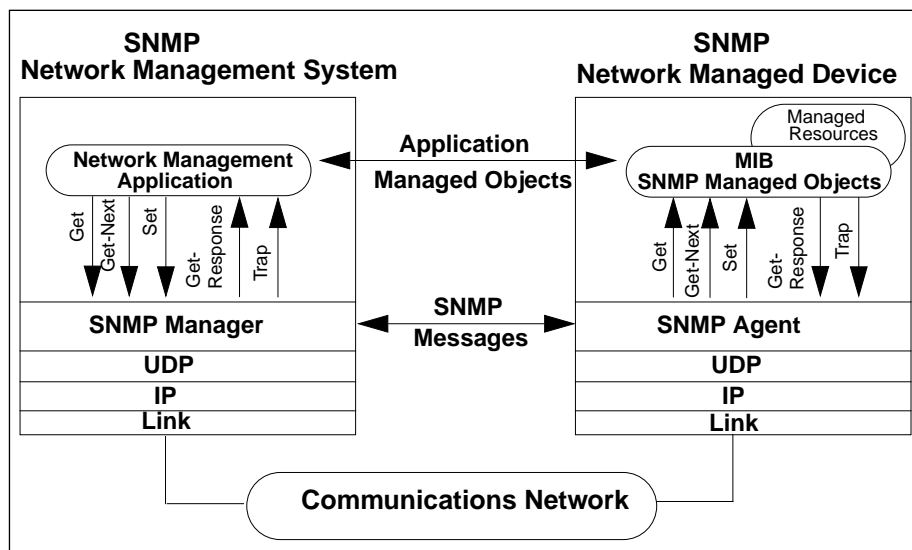 SNMP
Network Management System
SNMP
Network Managed Device
Network Management
Application
Get
Get-Next
Set
Get-
Response
Trap
SNMP Manager
UDP
IP
Link
Application
Managed Objects
SNMP
Messages
Managed
Resources
MIB
SNMP Managed Objects
Get
Get-Next
Set
Get-
Response
Trap
SNMP Agent
UDP
IP
Link
Communications Network